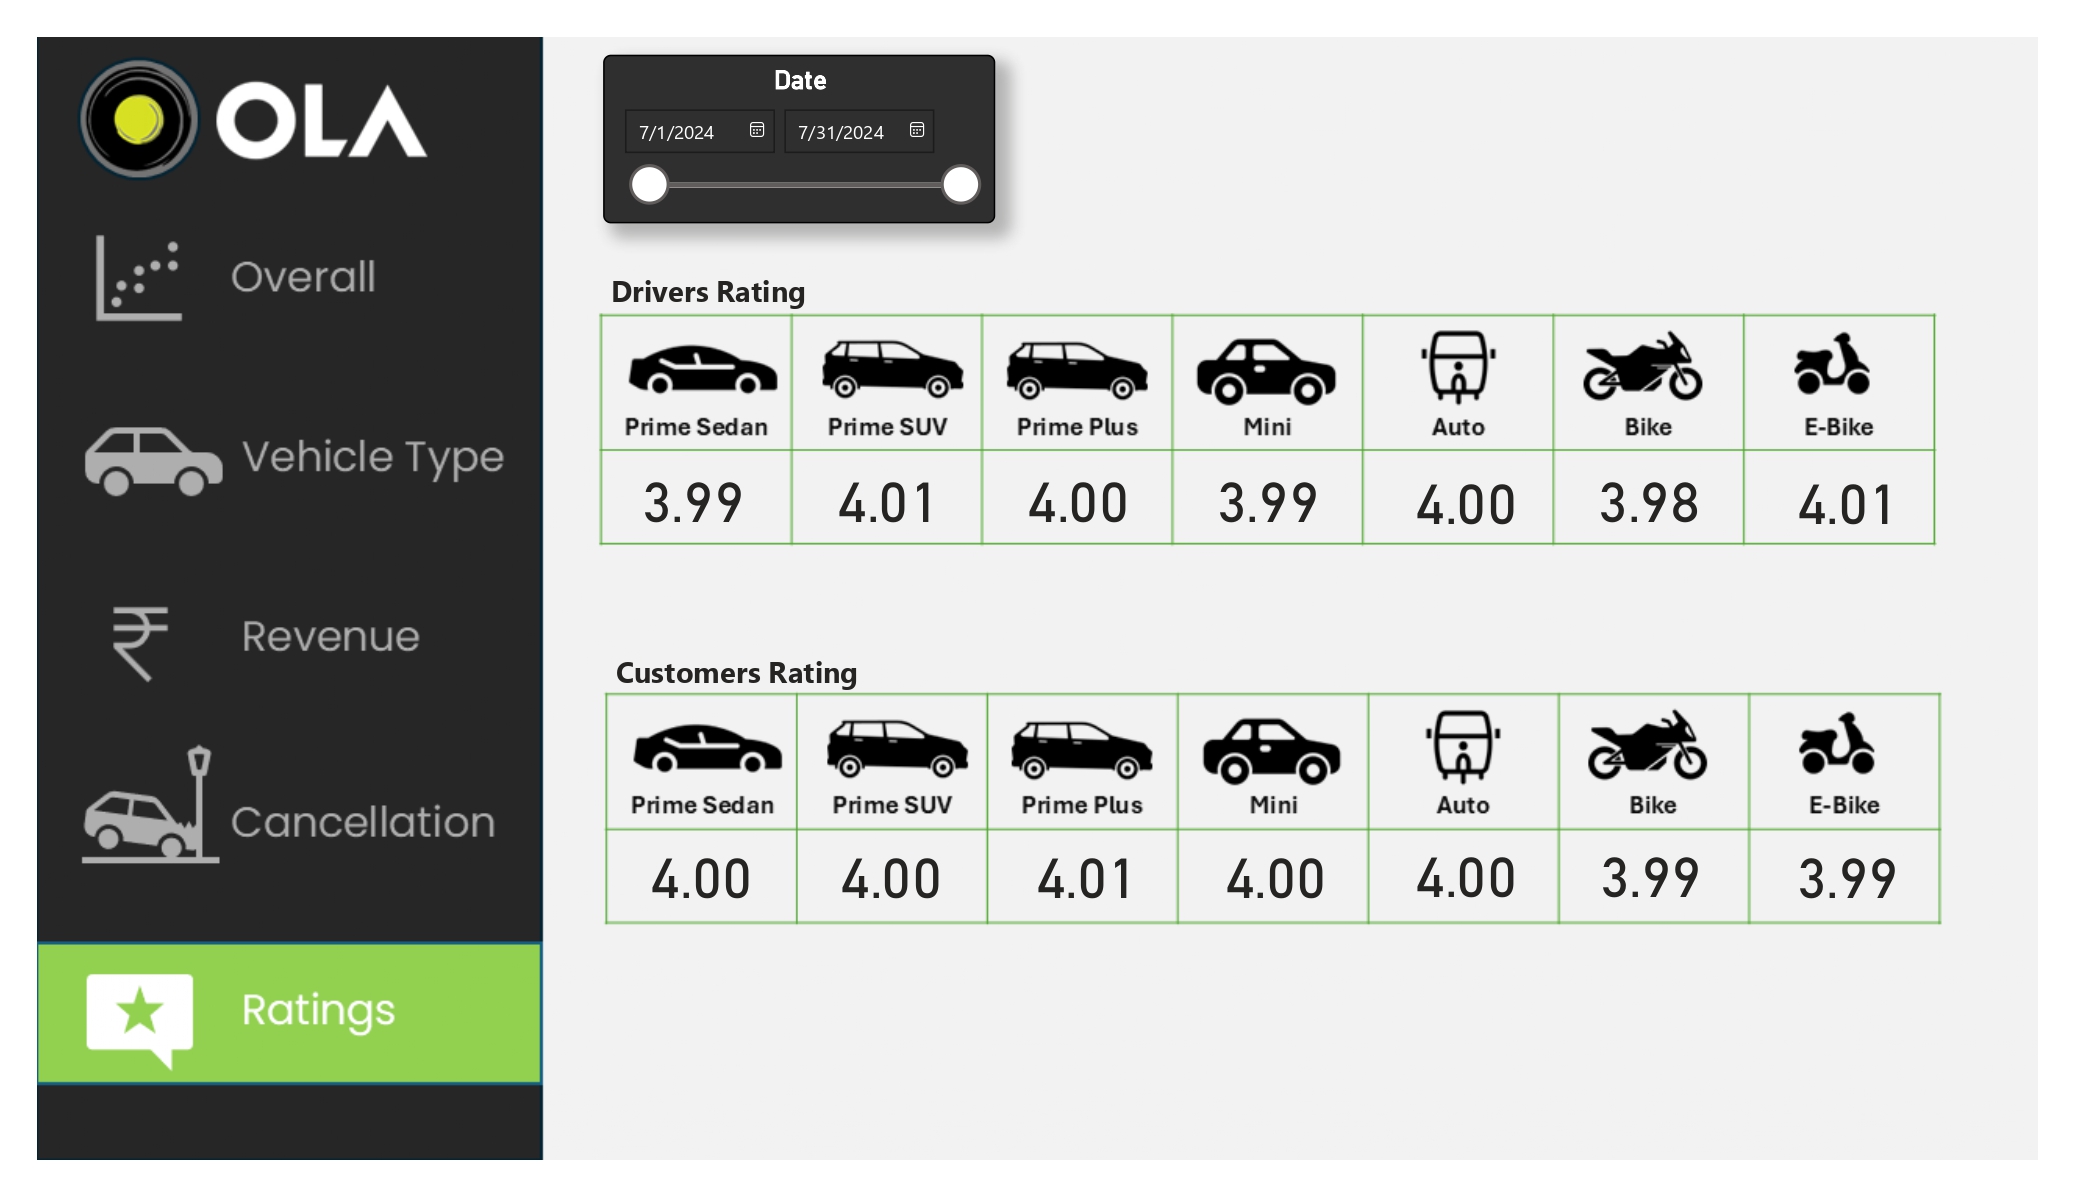 OLA
Overall
Vehicle Type
₹ Revenue
Cancellation
Ratings
Date
7/1/2024 7/31/2024
Drivers Rating
Prime Sedan Prime SUV Prime Plus Mini Auto Bike E-Bike
3.99 4.01 4.00 3.99 4.00 3.98 4.01
Customers Rating
Prime Sedan Prime SUV Prime Plus Mini Auto Bike E-Bike
4.00 4.00 4.01 4.00 4.00 3.99 3.99